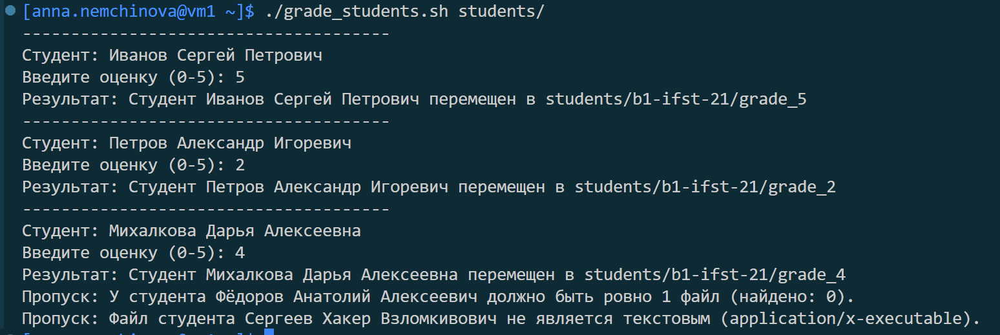 [anna.nemchinova@vm1 ~]$ ./grade_students.sh students/
--------------------------------------
Студент: Иванов Сергей Петрович
Введите оценку (0-5): 5
Результат: Студент Иванов Сергей Петрович перемещен в students/b1-ifst-21/grade_5
--------------------------------------
Студент: Петров Александр Игоревич
Введите оценку (0-5): 2
Результат: Студент Петров Александр Игоревич перемещен в students/b1-ifst-21/grade_2
--------------------------------------
Студент: Михалкова Дарья Алексеевна
Введите оценку (0-5): 4
Результат: Студент Михалкова Дарья Алексеевна перемещен в students/b1-ifst-21/grade_4
Пропуск: У студента Фёдоров Анатолий Алексеевич должно быть ровно 1 файл (найдено: 0).
Пропуск: Файл студента Сергеев Хакер Взломкивович не является текстовым (application/x-executable).